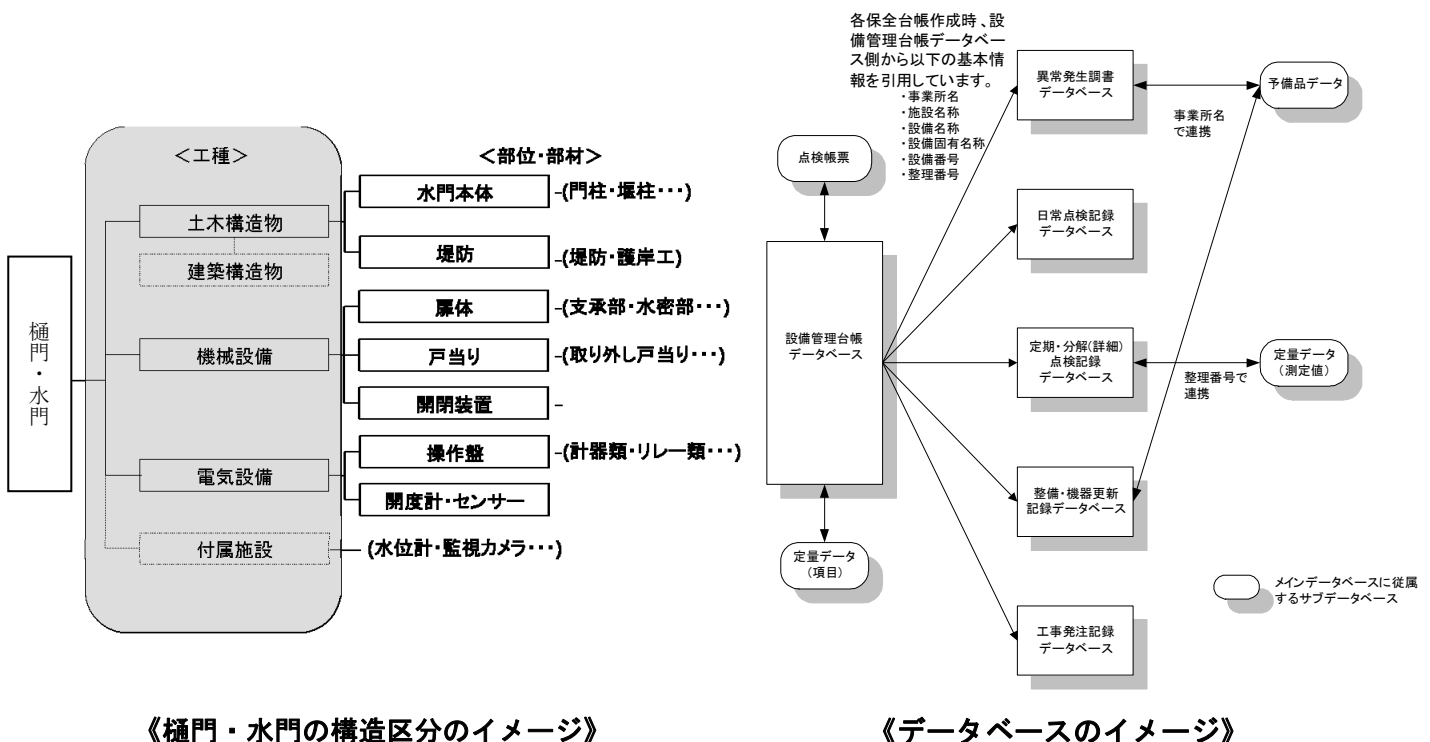 ＜工種＞
＜部位・部材＞
樋門・水門
土木構造物
建築構造物
機械設備
電気設備
付属施設
水門本体
-(門柱・堰柱・・・)
堤防
-(堤防・護岸工)
扉体
-(支承部・水密部・・・)
戸当り
-(取り外し戸当り・・・)
開閉装置
-
操作盤
-(計器類・リレー類・・・)
開度計・センサー
(水位計・監視カメラ・・・)
《樋門・水門の構造区分のイメージ》
各保全台帳作成時、設
備管理台帳データベー
ス側から以下の基本情
報を引用しています。
・事業所名
・施設名称
・設備名称
・設備固有名称
・設備番号
・整理番号
点検帳票
設備管理台帳
データベース
定量データ
（項目）
異常発生調書
データベース
日常点検記録
データベース
定期・分解(詳細)
点検記録
データベース
整備・機器更新
記録データベース
工事発注記録
データベース
事業所名
で連携
予備品データ
整理番号で
連携
定量データ
（測定値）
メインデータベースに従属
するサブデータベース
《データベースのイメージ》